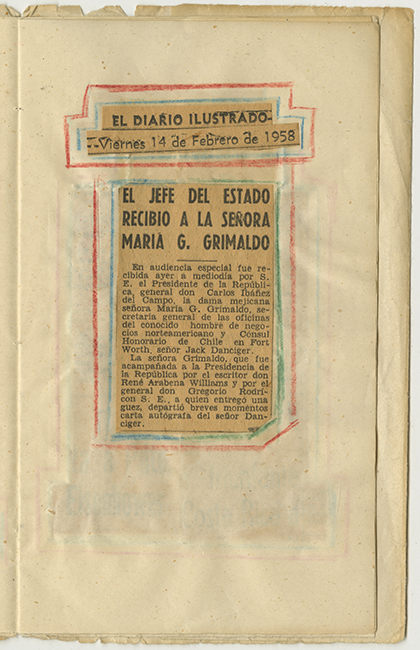 EL DIARIO ILUSTRADO-
--Viernes 14 de Febrero de 1958
EL JEFE DEL ESTADO
RECIBIO A LA SEÑORA
MARIA G. GRIMALDO
En audiencia especial fue re-
cibida ayer a mediodía por S.
E. el Presidente de la Repúbli-
ca, general don Carlos Ibáñez
del Campo, la dama mejicana
señora María G. Grimaldo, se-
cretaria general de las oficinas
del conocido hombre de nego-
cios norteamericano y Cónsul
Honorario de Chile en Fort
Worth, señor Jack Danciger.
La señora Grimaldo, que fue
acampañada a la Presidencia de
la República por el escritor don
René Arabena Williams y por el
general don Gregorio Rodrí-
con S. E., a quien entregó una
guez, departió breves momentos
carta autógrafa del señor Dan-
ciger.